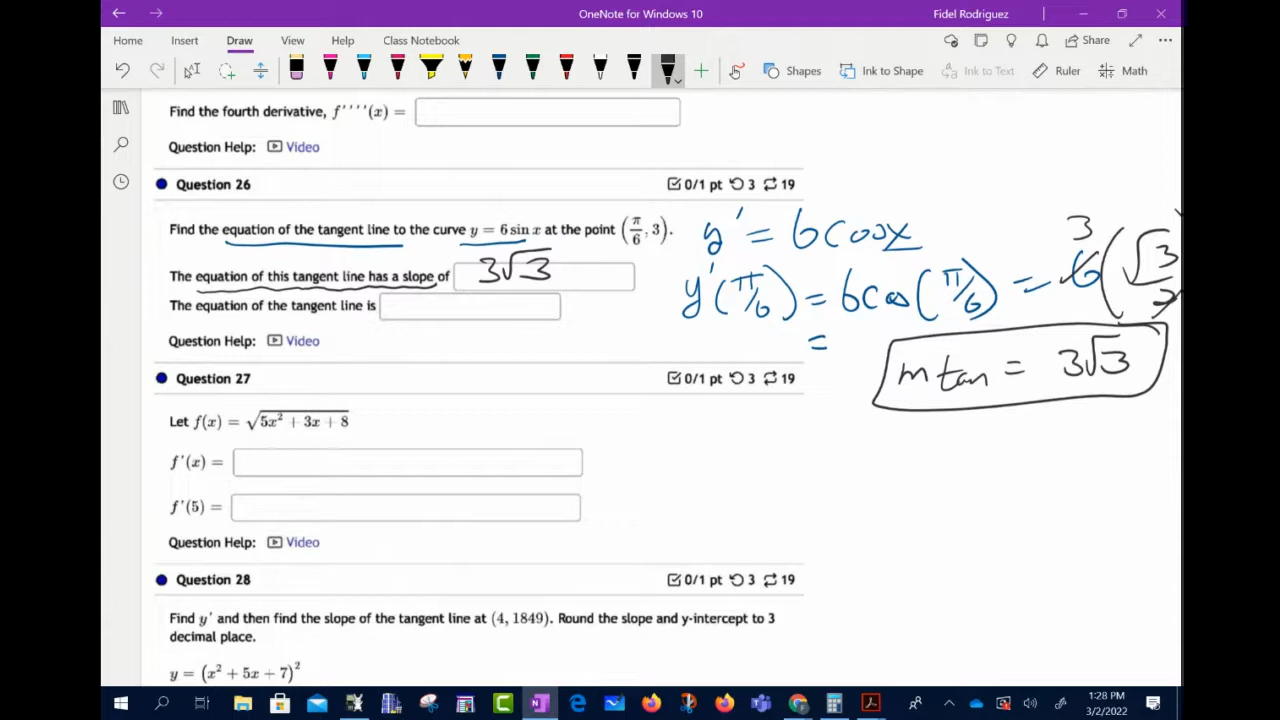 OneNote for Windows 10
Fidel Rodriguez
Home Insert Draw View Help Class Notebook
Share
Shapes Ink to Shape Ink to Text Ruler Math
Find the fourth derivative, f''''(x) =
Question Help: Video
Question 26 0/1 pt 3 19
Find the equation of the tangent line to the curve y = 6 sin x at the point (π/6, 3).
The equation of this tangent line has a slope of 3√3
The equation of the tangent line is
Question Help: Video
y' = 6cosx
y'(π/6) = 6cos(π/6) = 6(√3/2
3
=
m tan = 3√3
Question 27 0/1 pt 3 19
Let f(x) = √(5x² + 3x + 8)
f'(x) =
f'(5) =
Question Help: Video
Question 28 0/1 pt 3 19
Find y' and then find the slope of the tangent line at (4, 1849). Round the slope and y-intercept to 3
decimal place.
y = (x² + 5x + 7)²
1:28 PM
3/2/2022